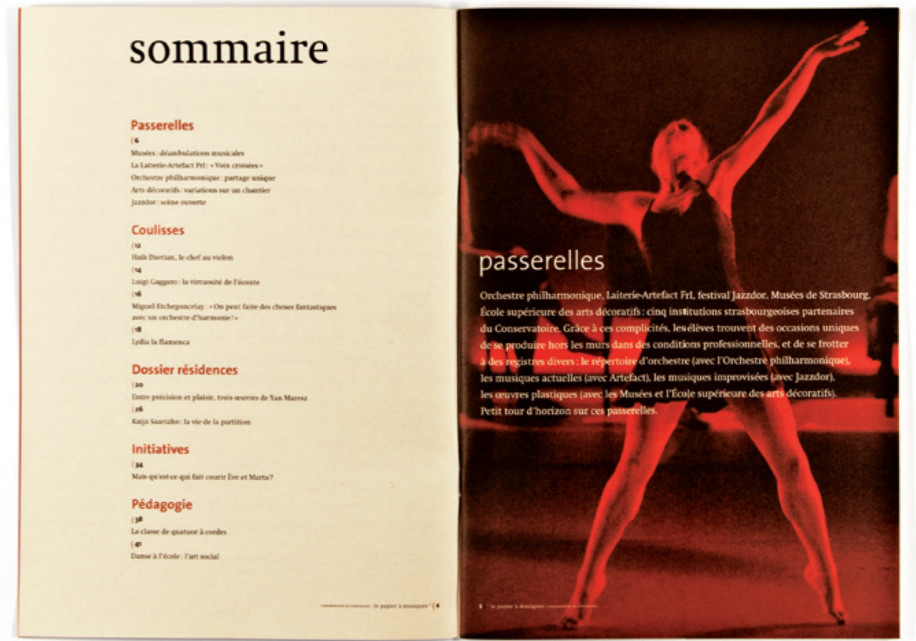 sommaire
Passerelles
(6
Musées : déambulations musicales
La Laiterie-Artefact Prl : « Voix croisées »
Orchestre philharmonique : partage unique
Arts décoratifs : variations sur un chantier
Jazzdor : scène ouverte
Coulisses
(12
Haïk Davtian, le chef au violon
(14
Luigi Gaggero : la virtuosité de l'écoute
(16
Miguel Etchegoncelay : « On peut faire des choses fantastiques
avec un orchestre d'harmonie ! »
(18
Lydia la flamenca
Dossier résidences
(20
Entre précision et plaisir, trois œuvres de Yan Maresz
(26
Kaija Saariaho : la vie de la partition
Initiatives
(34
Mais qu'est-ce qui fait courir Ève et Marta ?
Pédagogie
(38
La classe de quatuor à cordes
(41
Danse à l'école : l'art social
le papier à musiques
(4
passerelles
Orchestre philharmonique, Laiterie-Artefact Prl, festival Jazzdor, Musées de Strasbourg,
École supérieure des arts décoratifs : cinq institutions strasbourgeoises partenaires
du Conservatoire. Grâce à ces complicités, les élèves trouvent des occasions uniques
de se produire hors les murs dans des conditions professionnelles, et de se frotter
à des registres divers : le répertoire d'orchestre (avec l'Orchestre philharmonique),
les musiques actuelles (avec Artefact), les musiques improvisées (avec Jazzdor),
les œuvres plastiques (avec les Musées et l'École supérieure des arts décoratifs).
Petit tour d'horizon sur ces passerelles.
le papier à musiques